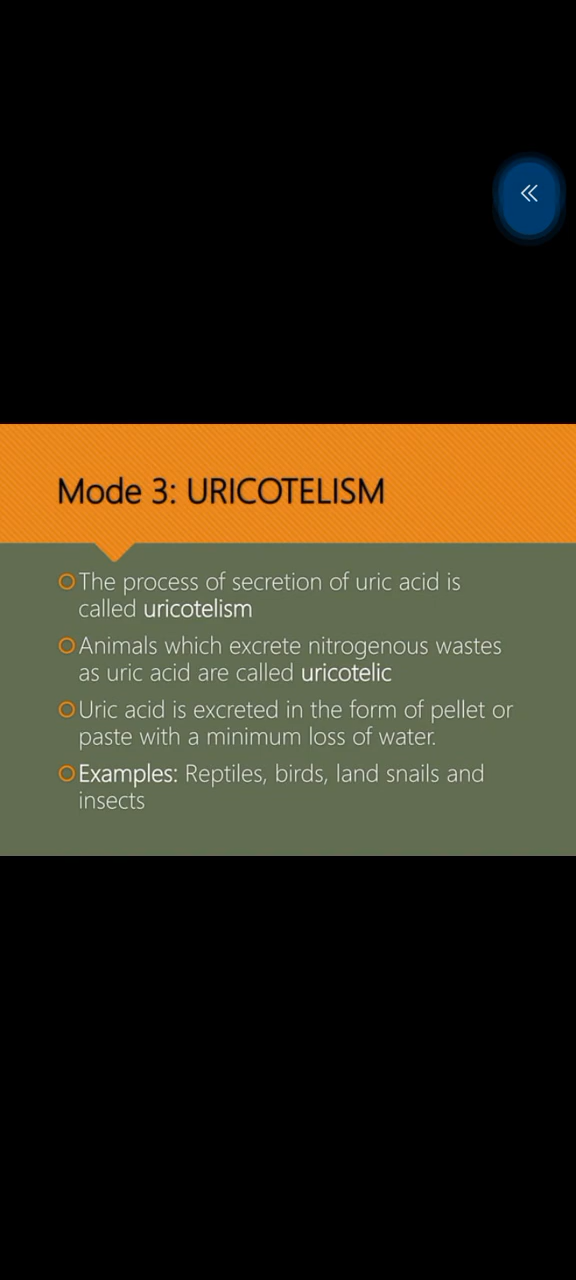 Mode 3: URICOTELISM
The process of secretion of uric acid is
called uricotelism
Animals which excrete nitrogenous wastes
as uric acid are called uricotelic
Uric acid is excreted in the form of pellet or
paste with a minimum loss of water.
Examples: Reptiles, birds, land snails and
insects